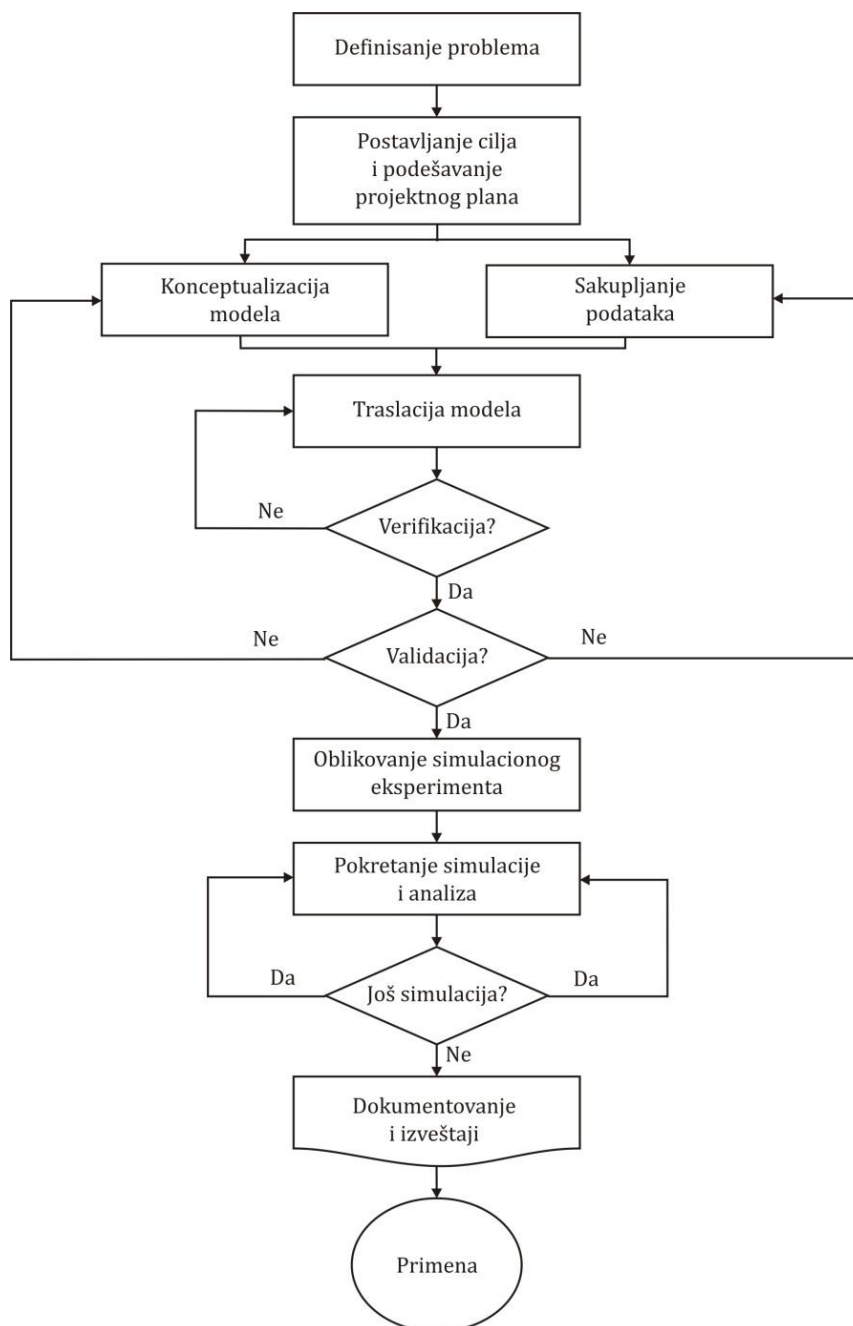 Definisanje problema
Postavljanje cilja
i podešavanje
projektnog plana
Konceptualizacija
modela
Sakupljanje
podataka
Traslacija modela
Ne
Verifikacija?
Da
Ne
Validacija?
Ne
Da
Oblikovanje simulacionog
eksperimenta
Pokretanje simulacije
i analiza
Da
Još simulacija?
Da
Ne
Dokumentovanje
i izveštaji
Primena